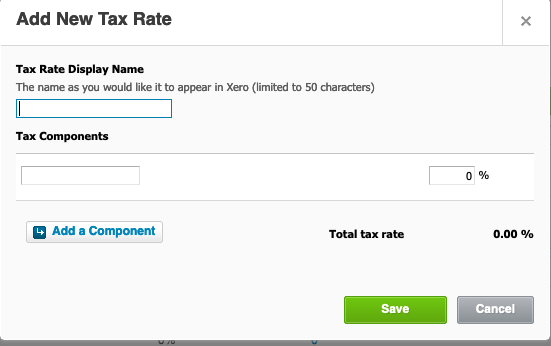 Add New Tax Rate
×
Tax Rate Display Name
The name as you would like it to appear in Xero (limited to 50 characters)
Tax Components
0 %
Add a Component
Total tax rate 0.00 %
Save Cancel